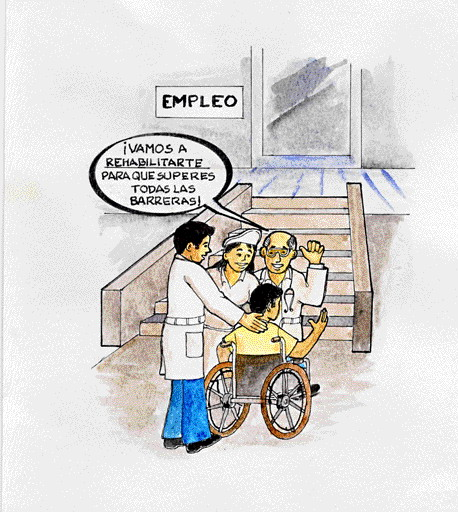 EMPLEO
¡VAMOS A
REHABILITARTE
PARA QUE SUPERES
TODAS LAS
BARRERAS!